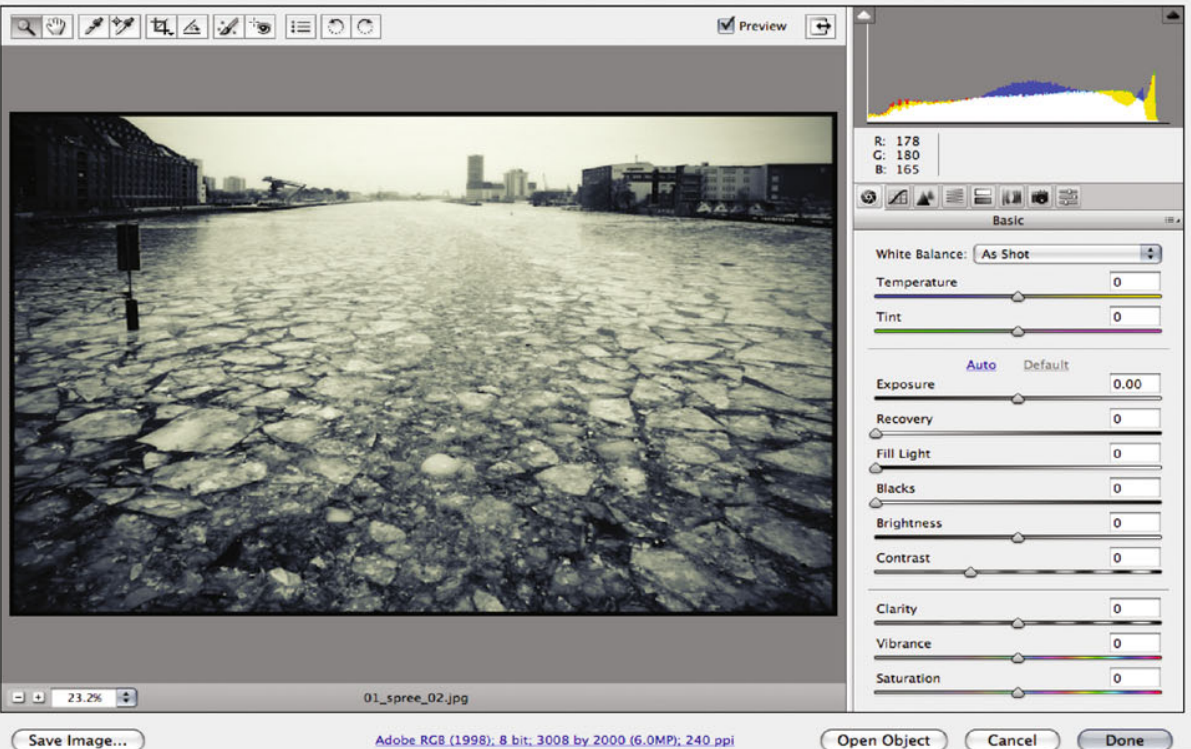 Preview
R: 178
G: 180
B: 165
Basic
White Balance: As Shot
Temperature 0
Tint 0
Auto Default
Exposure 0.00
Recovery 0
Fill Light 0
Blacks 0
Brightness 0
Contrast 0
Clarity 0
Vibrance 0
Saturation 0
23.2% 01_spree_02.jpg
Save Image... Adobe RGB (1998); 8 bit; 3008 by 2000 (6.0MP); 240 ppi Open Object Cancel Done